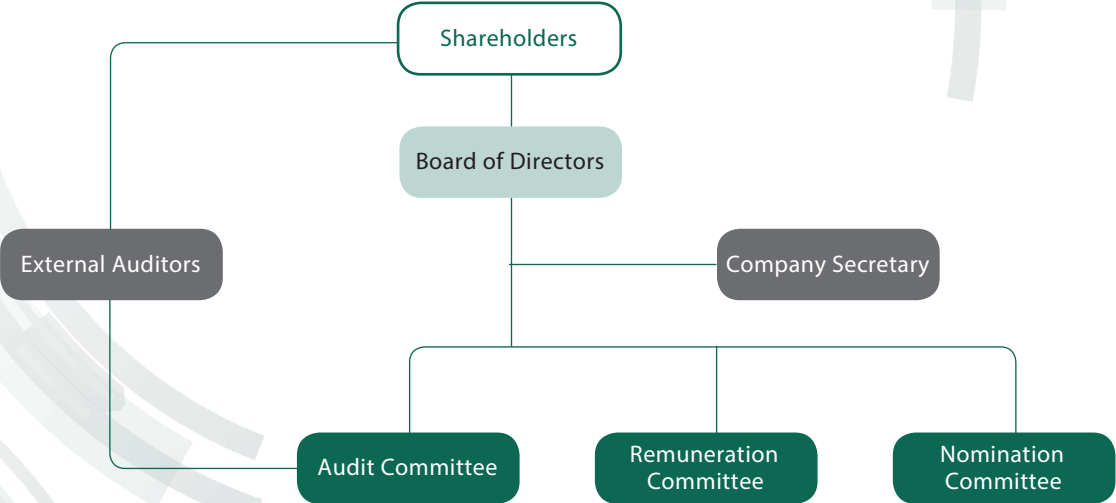 Shareholders
Board of Directors
External Auditors
Company Secretary
Audit Committee
Remuneration
Committee
Nomination
Committee